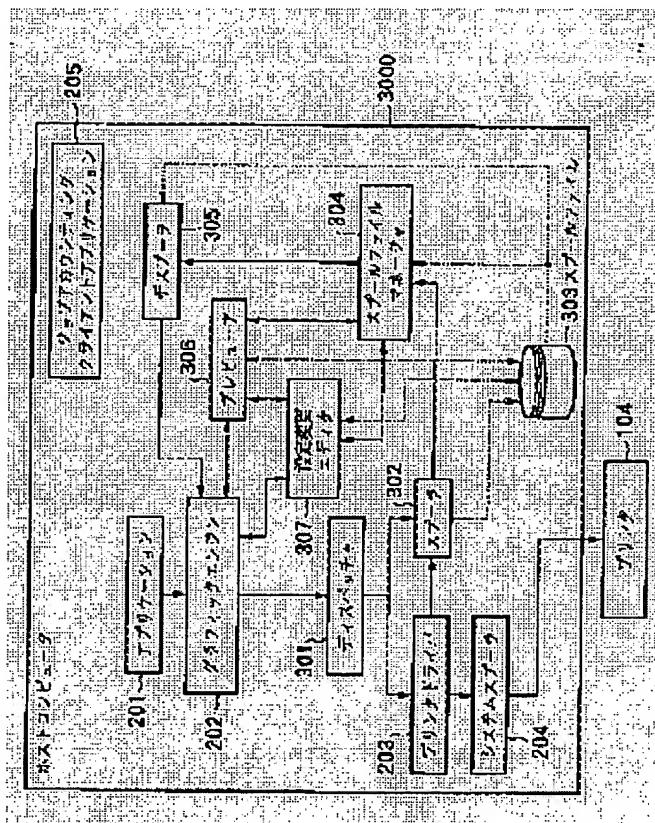 ホストコンピュータ
201
アプリケーション
202
グラフィックエンジン
301
ディスパッチャ
203
プリンタドライバ
システムスプーラ
204
302
スプーラ
307
設定変更
エディタ
306
プレビューア
デスプーラ
305
304
スプールファイル
マネージャ
303 スプールファイル
ジョブアカウンティング
クライアントアプリケーション
205
3000
104
プリンタ